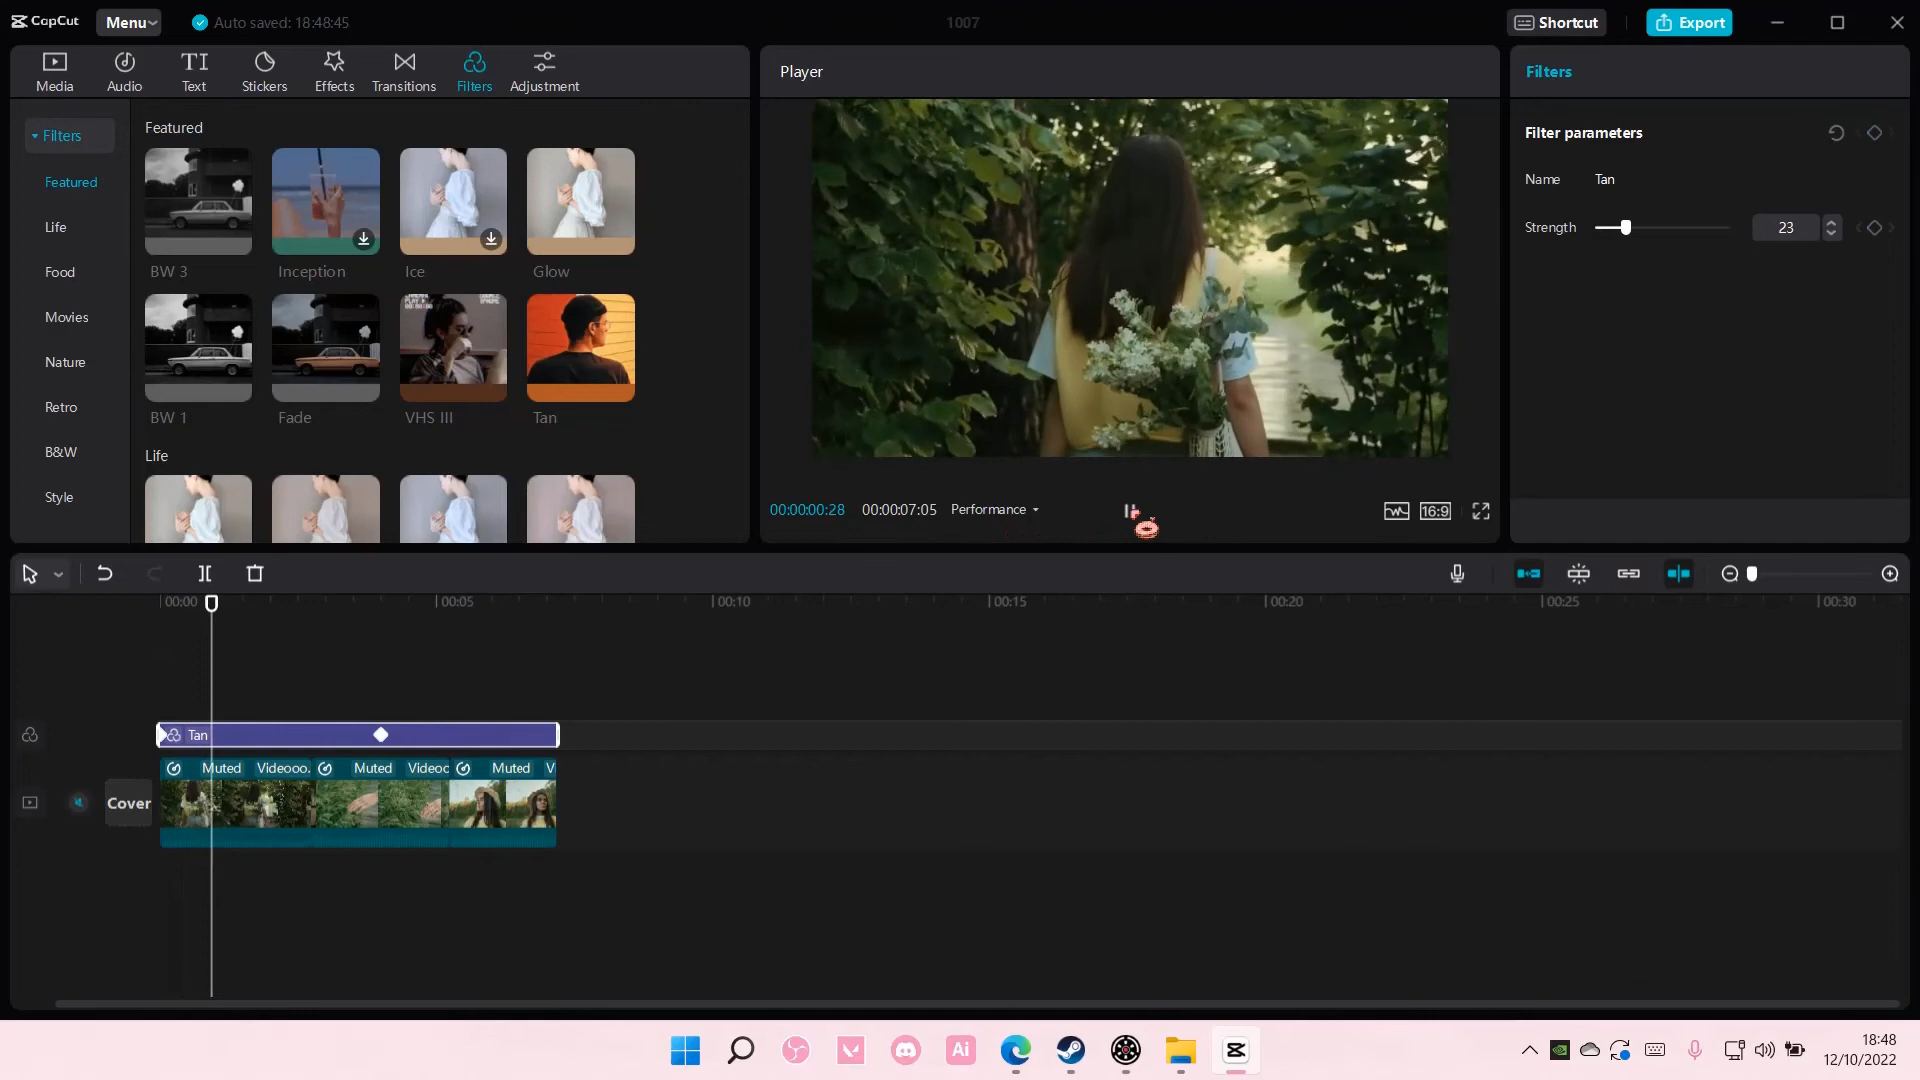 CapCut
Menu
Auto saved: 18:48:45
1007
Shortcut
Export
Media
Audio
Text
Stickers
Effects
Transitions
Filters
Adjustment
Filters
Featured
Life
Food
Movies
Nature
Retro
B&W
Style
Featured
BW 3
Inception
Ice
Glow
BW 1
Fade
VHS III
Tan
Life
Player
00:00:00:28
00:00:07:05
Performance
16:9
Filters
Filter parameters
Name Tan
Strength 23
00:00
00:05
00:10
00:15
00:20
00:25
00:30
Tan
Muted Videooo.
Muted Videoc
Muted
Cover
Ai
18:48
12/10/2022